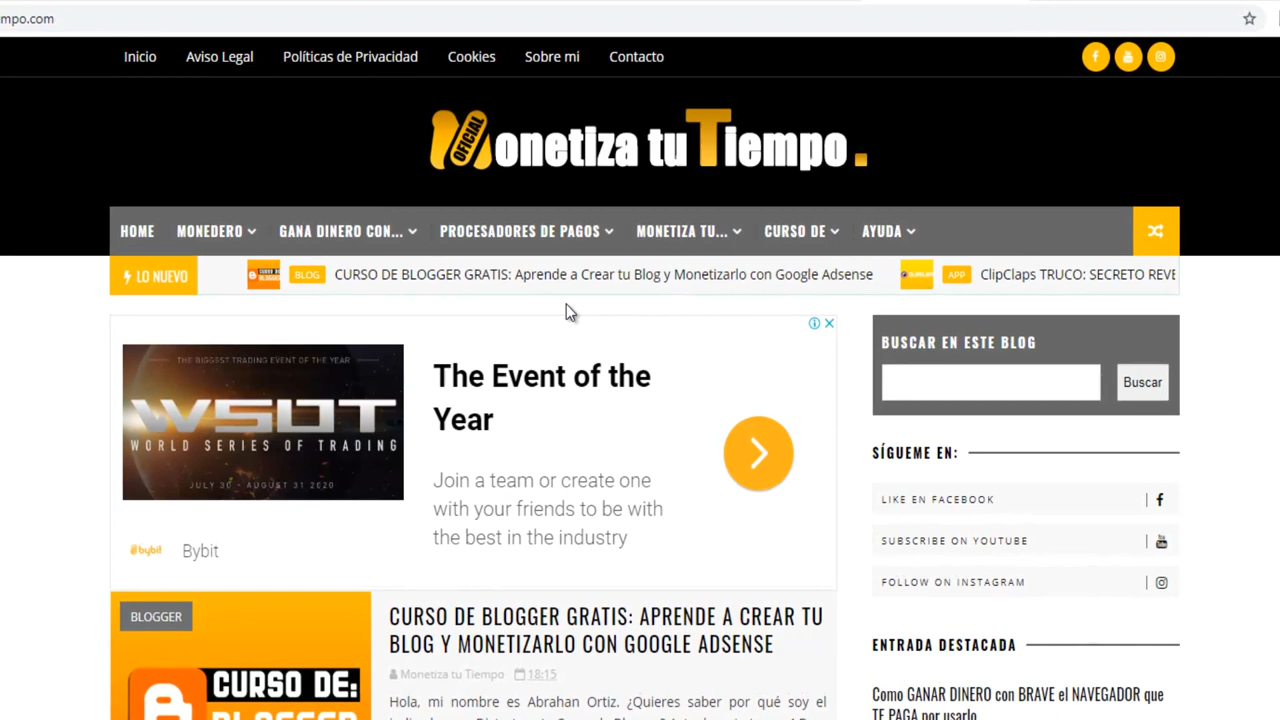 mpo.com
Inicio Aviso Legal Políticas de Privacidad Cookies Sobre mi Contacto
OFICIAL
Monetiza tu Tiempo.
HOME MONEDERO GANA DINERO CON... PROCESADORES DE PAGOS MONETIZA TU... CURSO DE AYUDA
LO NUEVO BLOG CURSO DE BLOGGER GRATIS: Aprende a Crear tu Blog y Monetizarlo con Google Adsense APP ClipClaps TRUCO: SECRETO REVE
THE BIGGEST TRADING EVENT OF THE YEAR
WSOT
WORLD SERIES OF TRADING
JULY 30 - AUGUST 31 2020
BYBIT Bybit
The Event of the
Year
Join a team or create one
with your friends to be with
the best in the industry
BUSCAR EN ESTE BLOG
Buscar
SÍGUEME EN:
LIKE EN FACEBOOK
SUBSCRIBE ON YOUTUBE
FOLLOW ON INSTAGRAM
ENTRADA DESTACADA
Como GANAR DINERO con BRAVE el NAVEGADOR que
TE PAGA por usarlo
BLOGGER
CURSO DE:
BLOGGER
CURSO DE BLOGGER GRATIS: APRENDE A CREAR TU
BLOG Y MONETIZARLO CON GOOGLE ADSENSE
Monetiza tu Tiempo 18:15
Hola, mi nombre es Abrahan Ortiz. ¿Quieres saber por qué soy el